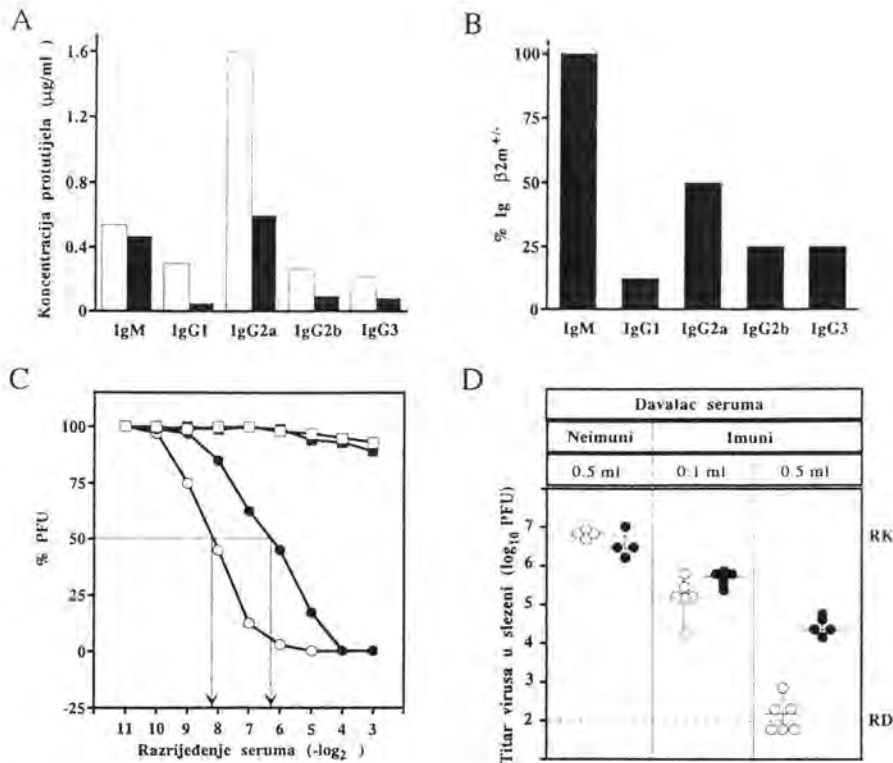 A
Koncentracija protutijela (µg/ml)
1.6
1.2
0.8
0.4
0
IgM IgG1 IgG2a IgG2b IgG3
B
% Ig β2m+/-
100
75
50
25
0
IgM IgG1 IgG2a IgG2b IgG3
C
% PFU
100
75
50
25
0
-25
11 10 9 8 7 6 5 4 3
Razrijeđenje seruma (-log2)
D
Davalac seruma
Neimuni Imuni
0.5 ml 0.1 ml 0.5 ml
Titar virusa u slezeni (log10 PFU)
7
6
5
4
3
2
RK
RD